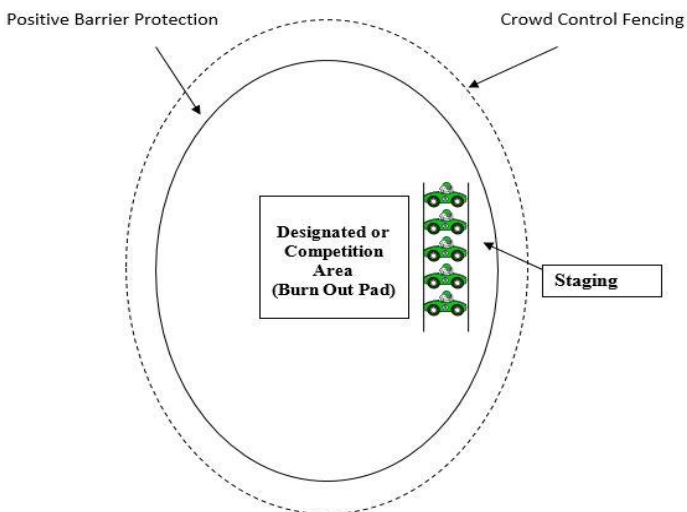 Positive Barrier Protection
Crowd Control Fencing
Designated or
Competition
Area
(Burn Out Pad)
Staging